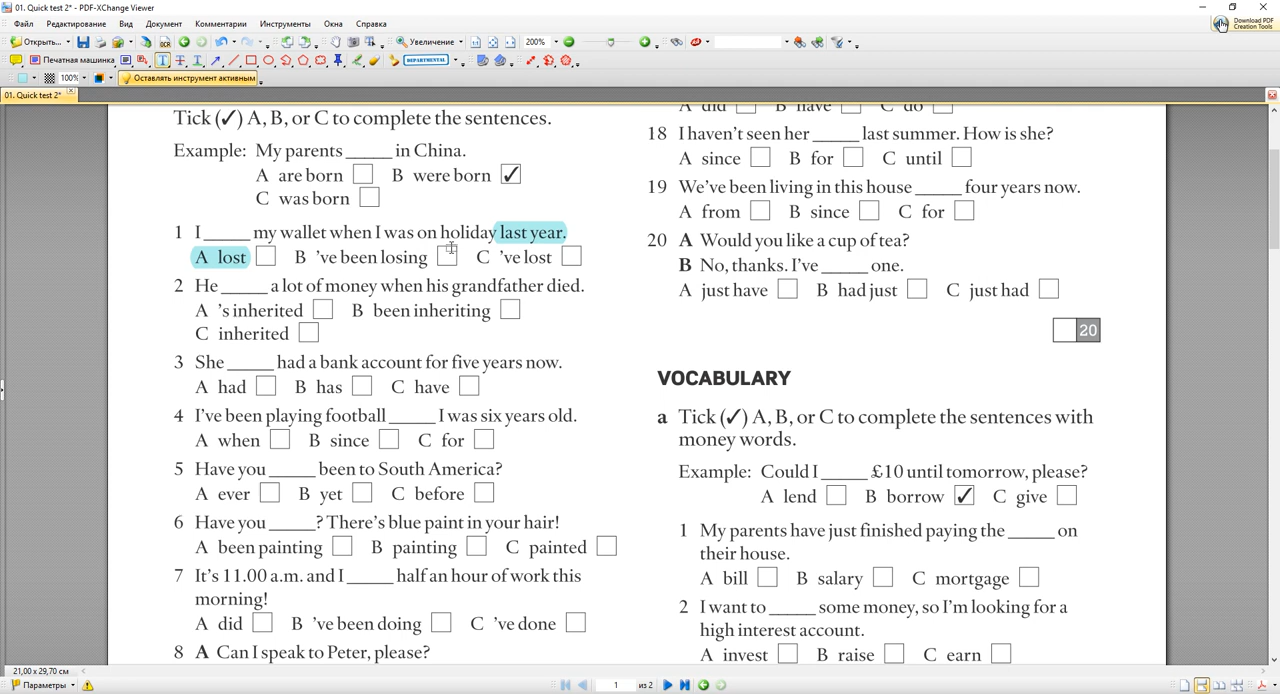 01. Quick test 2* - PDF-XChange Viewer
Файл Редактирование Вид Документ Комментарии Инструменты Окна Справка
Download PDF Creation Tools
Открыть... OCR Увеличение 200%
Печатная машинка DEPARTMENTAL
100% Оставлять инструмент активным
01. Quick test 2*
Tick (✓) A, B, or C to complete the sentences.
Example: My parents _____ in China.
A are born B were born ✓
C was born
1 I _____ my wallet when I was on holiday last year.
A lost B 've been losing C 've lost
2 He _____ a lot of money when his grandfather died.
A 's inherited B been inheriting
C inherited
3 She _____ had a bank account for five years now.
A had B has C have
4 I've been playing football _____ I was six years old.
A when B since C for
5 Have you _____ been to South America?
A ever B yet C before
6 Have you _____? There's blue paint in your hair!
A been painting B painting C painted
7 It's 11.00 a.m. and I _____ half an hour of work this
morning!
A did B 've been doing C 've done
8 A Can I speak to Peter, please?
A did B have C do
18 I haven't seen her _____ last summer. How is she?
A since B for C until
19 We've been living in this house _____ four years now.
A from B since C for
20 A Would you like a cup of tea?
B No, thanks. I've _____ one.
A just have B had just C just had
20
VOCABULARY
a Tick (✓) A, B, or C to complete the sentences with
money words.
Example: Could I _____ £10 until tomorrow, please?
A lend B borrow ✓ C give
1 My parents have just finished paying the _____ on
their house.
A bill B salary C mortgage
2 I want to _____ some money, so I'm looking for a
high interest account.
A invest B raise C earn
21,00 x 29,70 см
Параметры 1 из 2